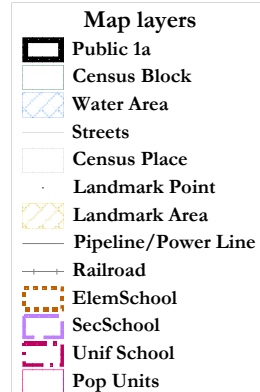 Map layers
Public 1a
Census Block
Water Area
Streets
Census Place
Landmark Point
Landmark Area
Pipeline/Power Line
Railroad
ElemSchool
SecSchool
Unif School
Pop Units